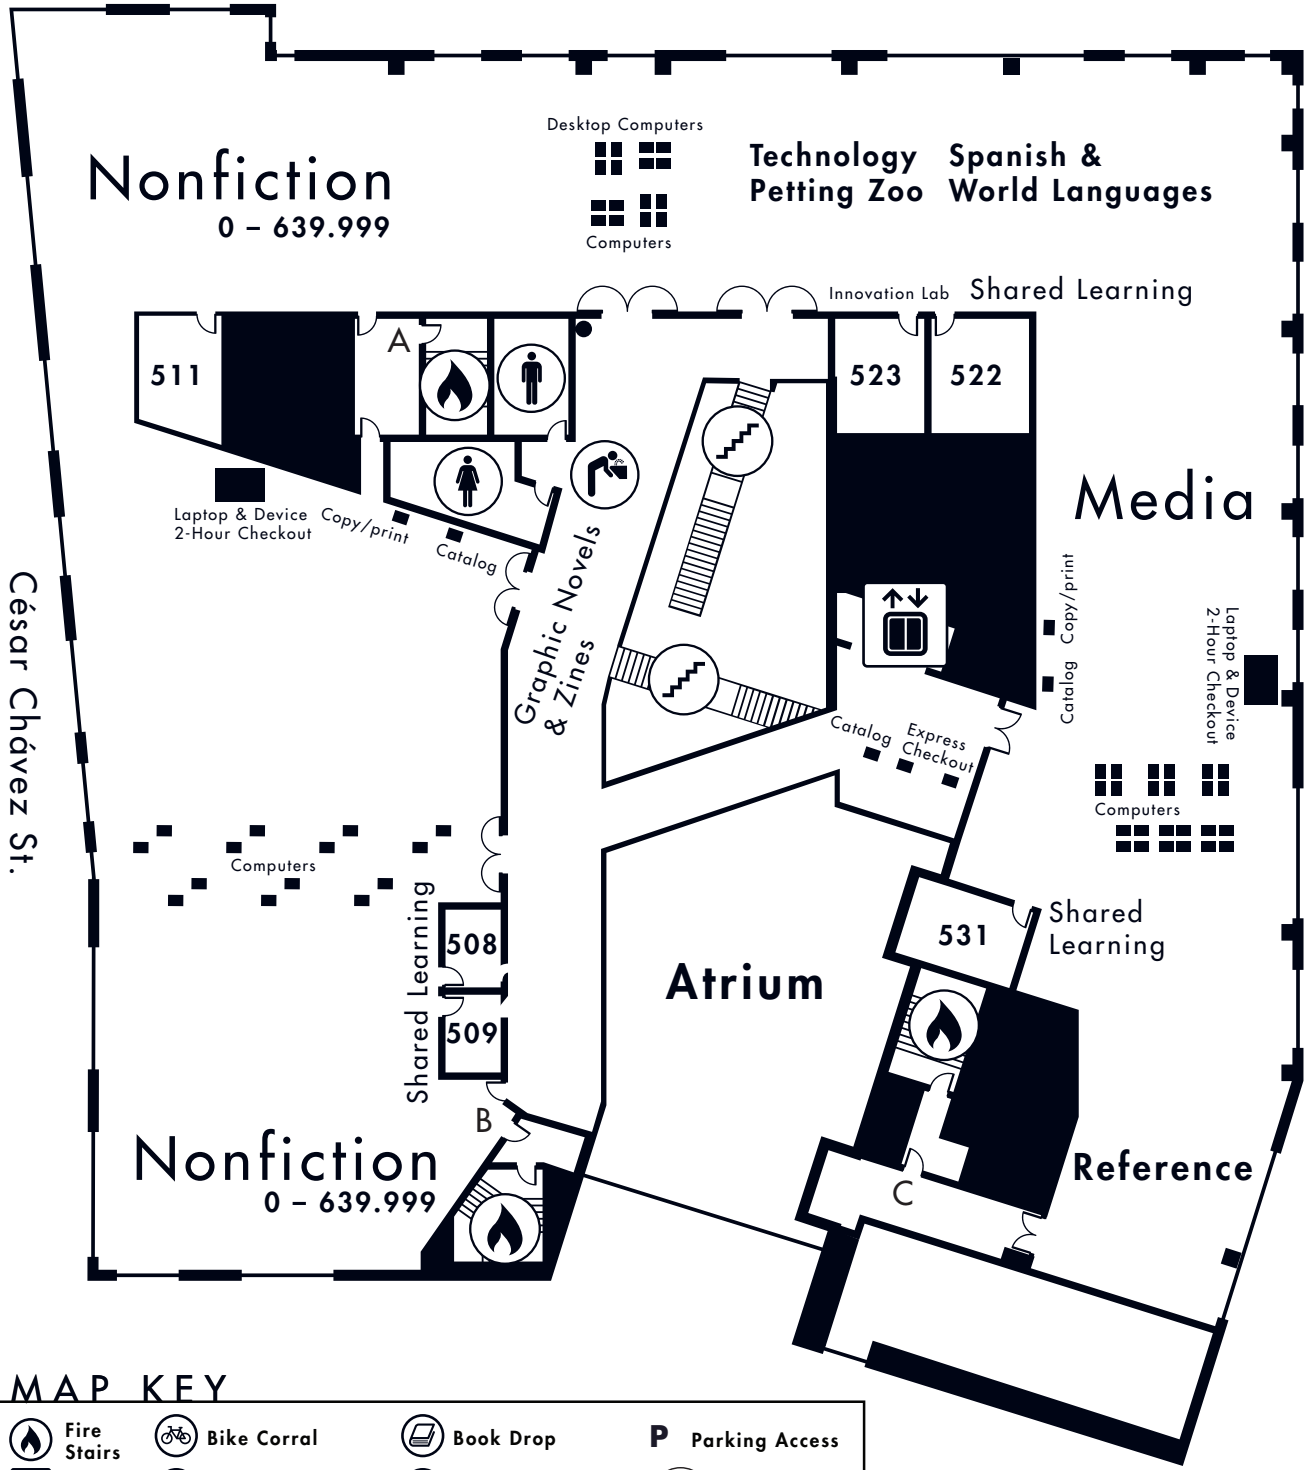 Desktop Computers
Nonfiction
0 – 639.999
Technology
Petting Zoo
Spanish &
World Languages
Computers
Innovation Lab
Shared Learning
A
511
523
522
Media
Laptop & Device
2-Hour Checkout
Copy/print
Catalog
Graphic Novels
& Zines
César Chávez St.
Copy/print
Catalog
Laptop & Device
2-Hour Checkout
Catalog
Express
Checkout
Computers
Computers
Shared Learning
508
509
531
Shared
Learning
Atrium
B
Nonfiction
0 – 639.999
C
Reference
MAP KEY
Fire
Stairs
Bike Corral
Book Drop
P Parking Access